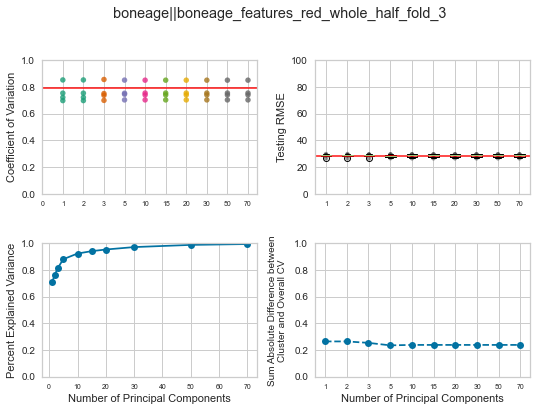 boneage||boneage_features_red_whole_half_fold_3
Coefficient of Variation
1.0
0.8
0.6
0.4
0.2
0.0
0 1 2 3 5 10 15 20 30 50 70
Testing RMSE
100
80
60
40
20
0
1 2 3 5 10 15 20 30 50 70
Percent Explained Variance
1.0
0.8
0.6
0.4
0.2
0.0
0 10 20 30 40 50 60 70
Number of Principal Components
Sum Absolute Difference between
Cluster and Overall CV
1.0
0.8
0.6
0.4
0.2
0.0
1 2 3 5 10 15 20 30 50 70
Number of Principal Components